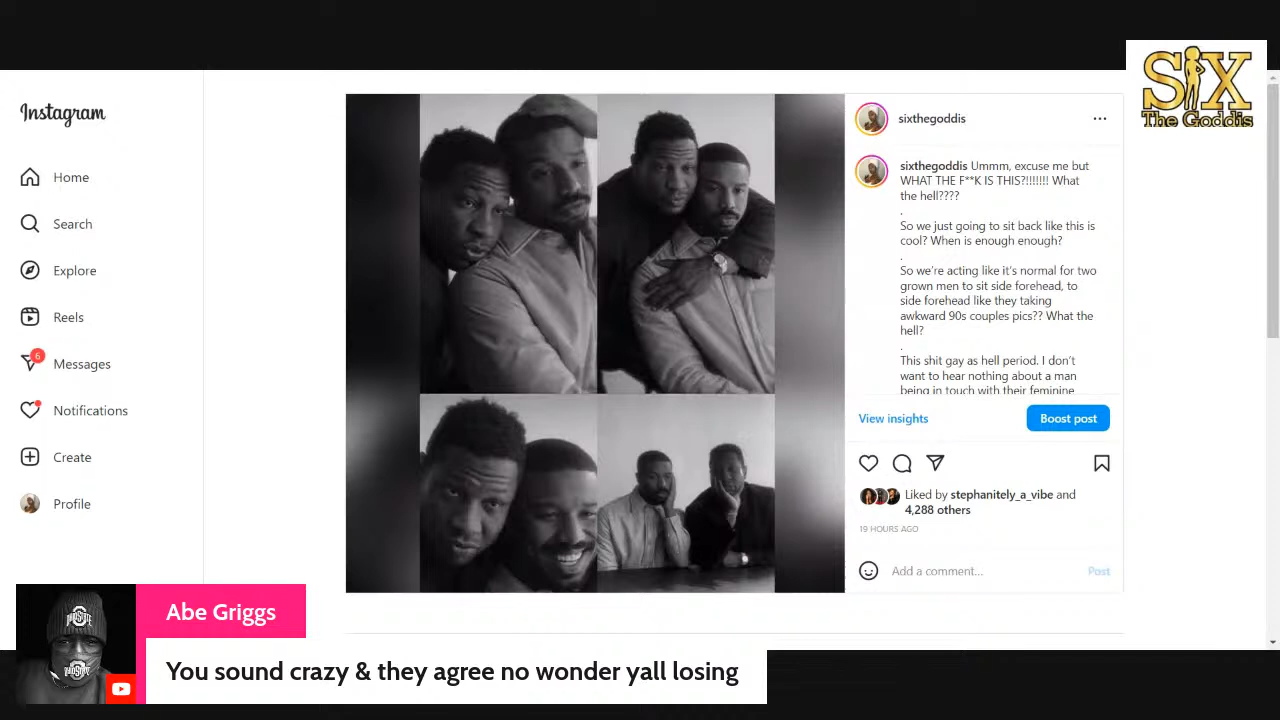 SIX
The Goddis
Instagram
Home
Search
Explore
Reels
6
Messages
Notifications
Create
Profile
sixthegoddis
sixthegoddis Ummm, excuse me but
WHAT THE F**K IS THIS?!!!!!!! What
the hell????
.
So we just going to sit back like this is
cool? When is enough enough?
.
So we’re acting like it’s normal for two
grown men to sit side forehead, to
side forehead like they taking
awkward 90s couples pics?? What the
hell?
.
This shit gay as hell period. I don’t
want to hear nothing about a man
being in touch with their feminine
View insights
Boost post
Liked by stephanitely_a_vibe and
4,288 others
19 HOURS AGO
Add a comment...
Post
Abe Griggs
You sound crazy & they agree no wonder yall losing